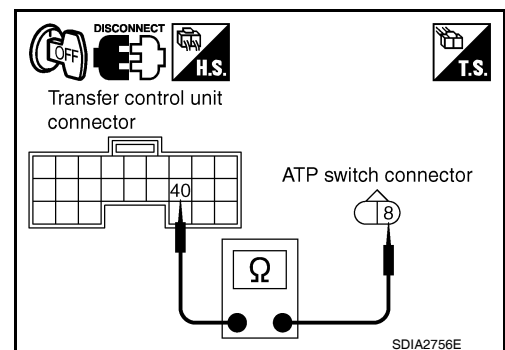 DISCONNECT
OFF
H.S.
T.S.
Transfer control unit
connector
ATP switch connector
40
8
Ω
SDIA2756E